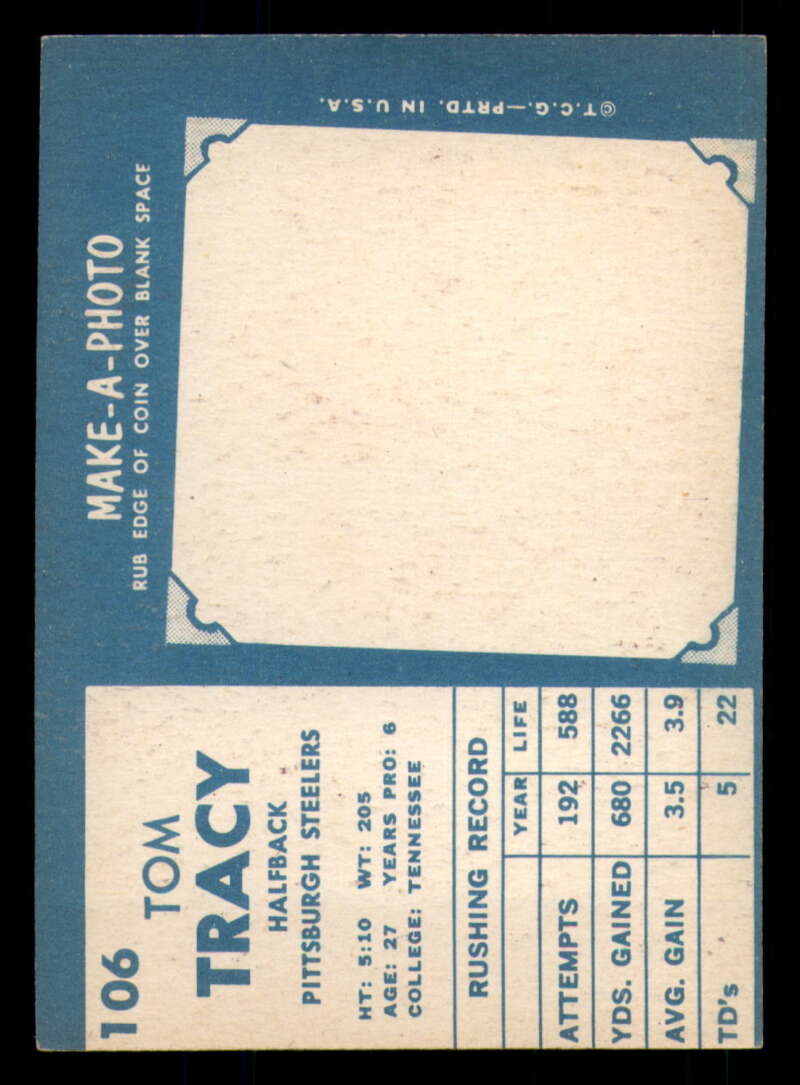 106
TOM
TRACY
HALFBACK
PITTSBURGH STEELERS
HT: 5:10 WT: 205
AGE: 27 YEARS PRO: 6
COLLEGE: TENNESSEE
RUSHING RECORD
YEAR LIFE
ATTEMPTS 192 588
YDS. GAINED 680 2266
AVG. GAIN 3.5 3.9
TD's 5 22
MAKE-A-PHOTO
RUB EDGE OF COIN OVER BLANK SPACE
© T.C.G.—PRTD. IN U.S.A.